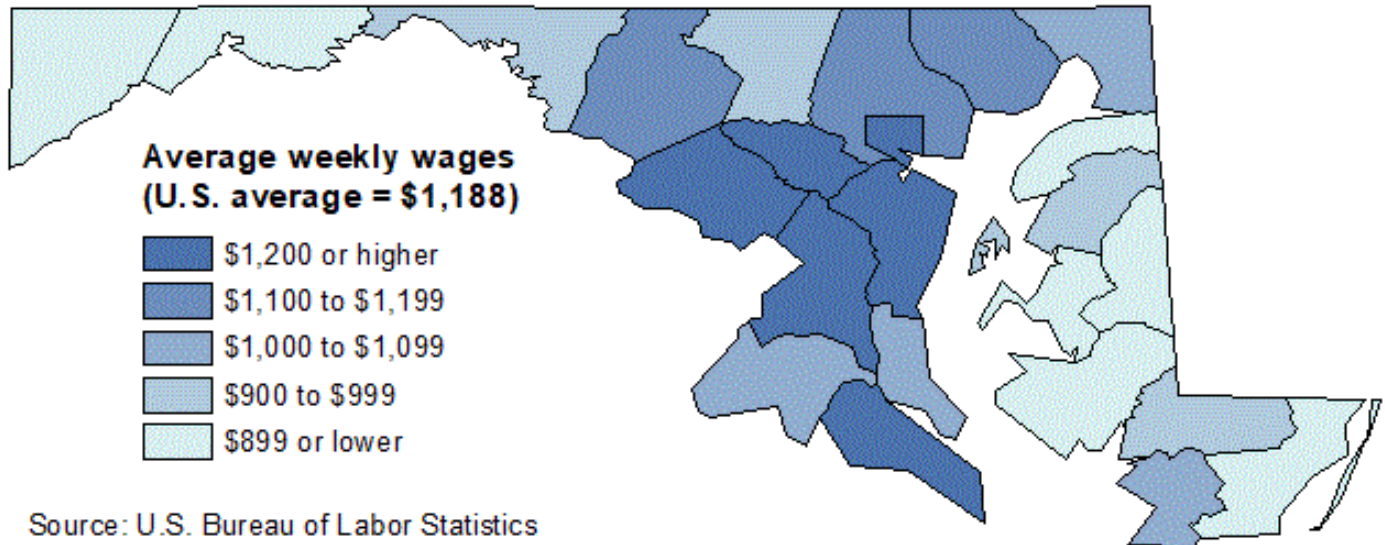 Average weekly wages
(U.S. average = $1,188)
$1,200 or higher
$1,100 to $1,199
$1,000 to $1,099
$900 to $999
$899 or lower
Source: U.S. Bureau of Labor Statistics